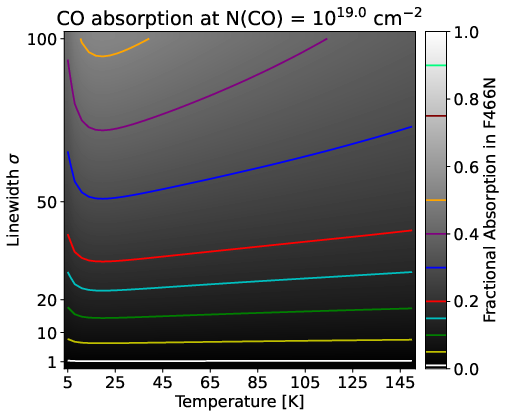 CO absorption at N(CO) = 10^19.0 cm^−2
100
50
20
10
1
Linewidth σ
5 25 45 65 85 105 125 145
Temperature [K]
1.0
0.8
0.6
0.4
0.2
0.0
Fractional Absorption in F466N